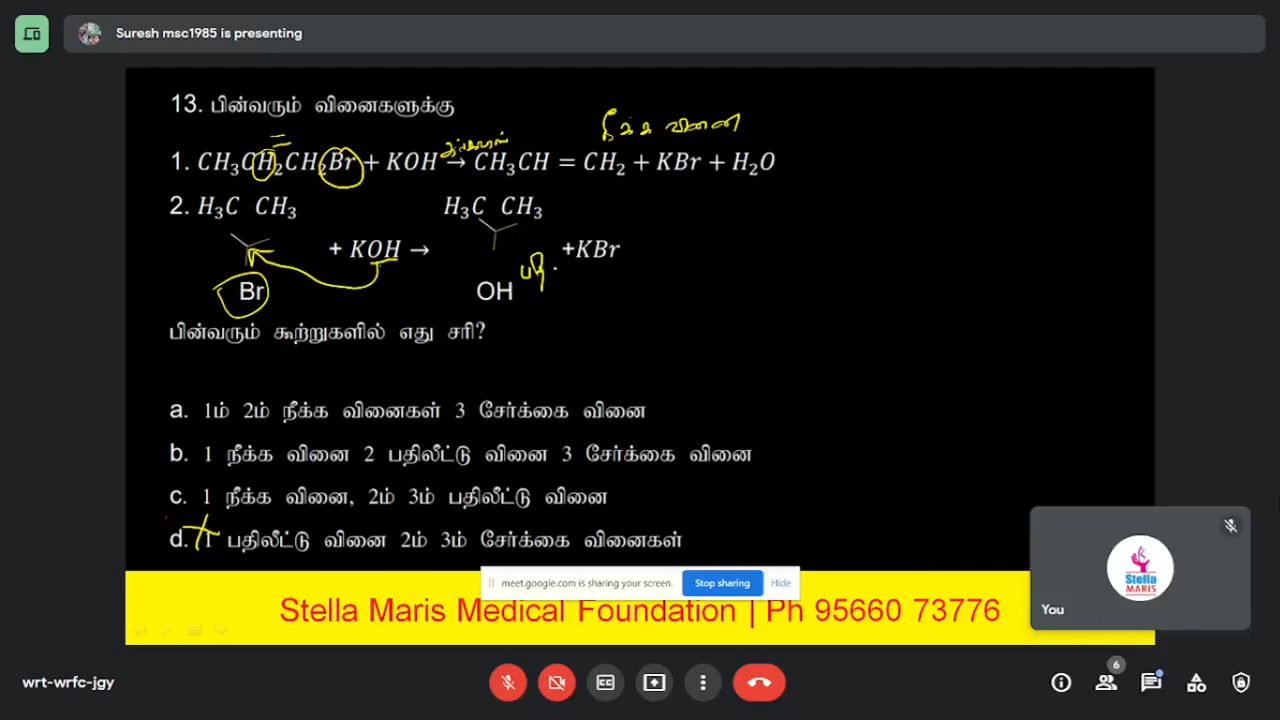 Suresh msc1985 is presenting
13. பின்வரும் வினைகளுக்கு
நீக்க வினை
1. CH₃CH₂CH₂Br + KOH → CH₃CH = CH₂ + KBr + H₂O
2. H₃C CH₃ H₃C CH₃
+ KOH → +KBr
Br OH
பின்வரும் கூற்றுகளில் எது சரி?
a. 1ம் 2ம் நீக்க வினைகள் 3 சேர்க்கை வினை
b. 1 நீக்க வினை 2 பதிலீட்டு வினை 3 சேர்க்கை வினை
c. 1 நீக்க வினை, 2ம் 3ம் பதிலீட்டு வினை
d. 1 பதிலீட்டு வினை 2ம் 3ம் சேர்க்கை வினைகள்
meet.google.com is sharing your screen. Stop sharing Hide
Stella Maris Medical Foundation | Ph 95660 73776
Stella
MARIS
You
wrt-wrfc-jgy
6